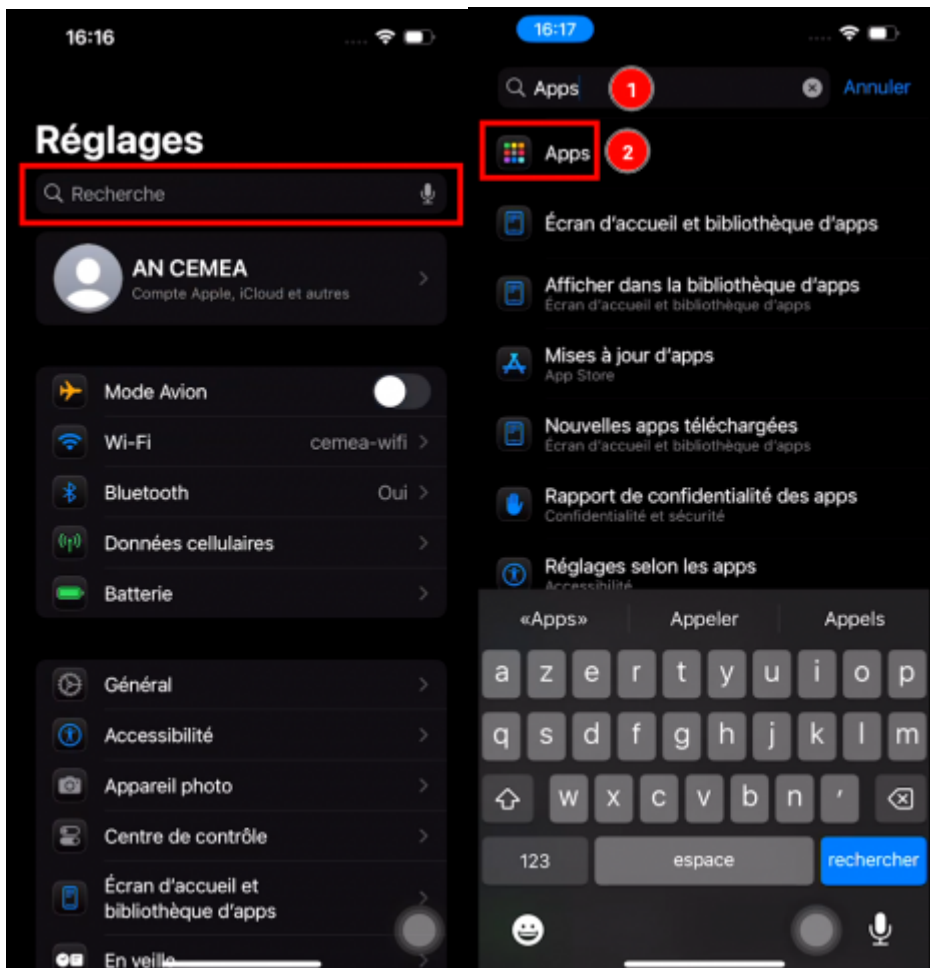 16:16
Réglages
Recherche
AN CEMEA
Compte Apple, iCloud et autres
Mode Avion
Wi-Fi cemea-wifi
Bluetooth Oui
Données cellulaires
Batterie
Général
Accessibilité
Appareil photo
Centre de contrôle
Écran d'accueil et
bibliothèque d'apps
En veille
16:17
Apps 1 Annuler
Apps 2
Écran d'accueil et bibliothèque d'apps
Afficher dans la bibliothèque d'apps
Écran d'accueil et bibliothèque d'apps
Mises à jour d'apps
App Store
Nouvelles apps téléchargées
Écran d'accueil et bibliothèque d'apps
Rapport de confidentialité des apps
Confidentialité et sécurité
Réglages selon les apps
Accessibilité
«Apps» Appeler Appels
a z e r t y u i o p
q s d f g h j k l m
w x c v b n '
123 espace rechercher